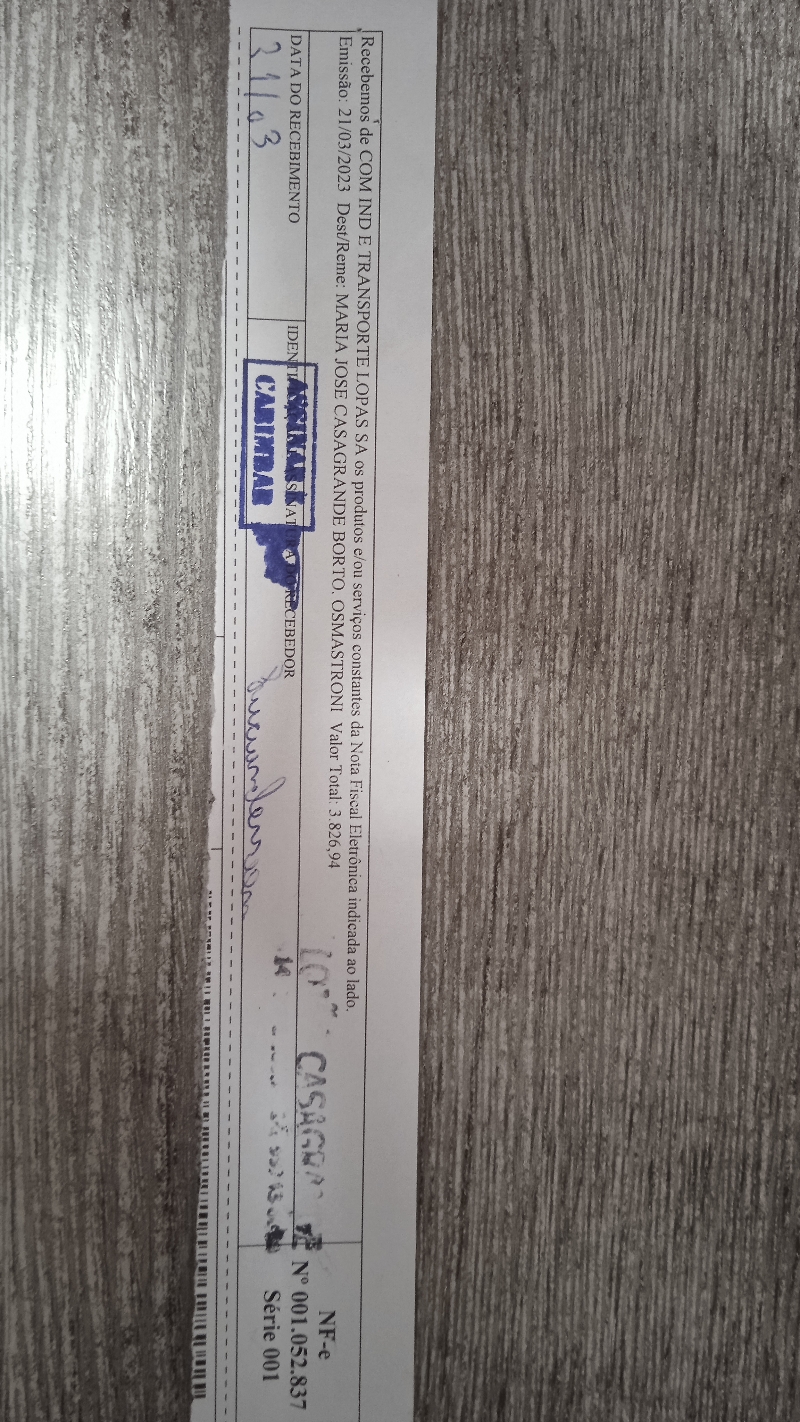 Recebemos de COM IND E TRANSPORTE LOPAS SA os produtos e/ou serviços constantes da Nota Fiscal Eletrônica indicada ao lado.
Emissão: 21/03/2023 Dest/Reme: MARIA JOSE CASAGRANDE BORTO. OSMASTRONI Valor Total: 3.826,94
NF-e
Nº 001.052.837
Série 001
DATA DO RECEBIMENTO
21/03
RECEBEDOR
ASSINAR E
CARIMBAR